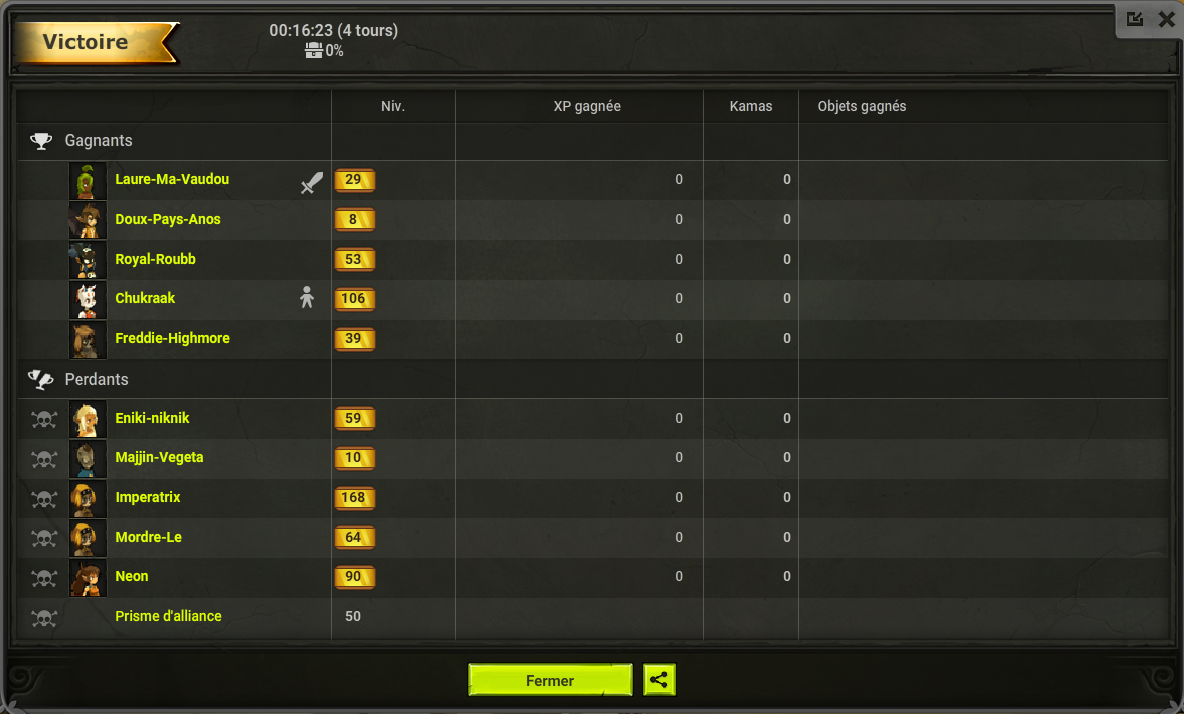 Victoire
00:16:23 (4 tours)
0%
Niv. XP gagnée Kamas Objets gagnés
Gagnants
Laure-Ma-Vaudou 29 0 0
Doux-Pays-Anos 8 0 0
Royal-Roubb 53 0 0
Chukraak 106 0 0
Freddie-Highmore 39 0 0
Perdants
Eniki-niknik 59 0 0
Majjin-Vegeta 10 0 0
Imperatrix 168 0 0
Mordre-Le 64 0 0
Neon 90 0 0
Prisme d'alliance 50
Fermer